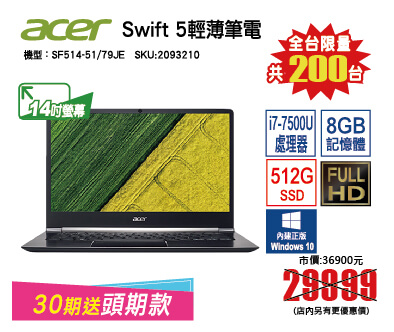 acer Swift 5輕薄筆電
機型：SF514-51/79JE SKU:2093210
全台限量
共200台
14吋螢幕
i7-7500U
處理器
8GB
記憶體
512G
SSD
FULL
HD
acer
內建正版
Windows 10
市價:36900元
29099
(店內另有更優惠價)
30期送頭期款